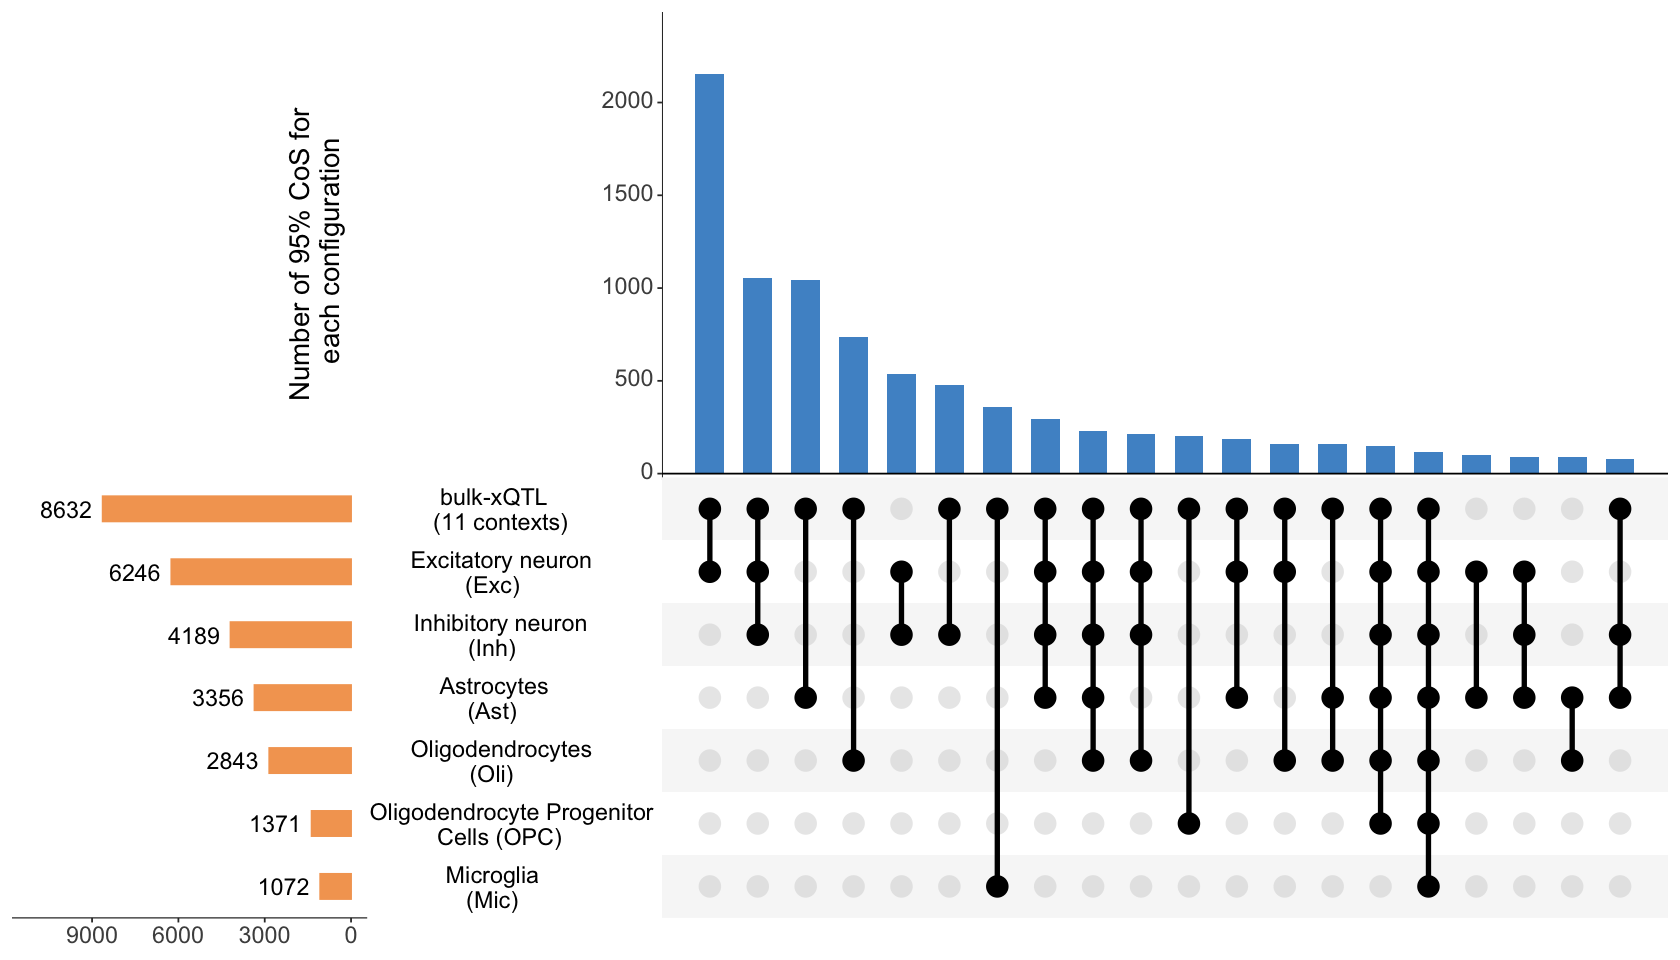 Number of 95% CoS for
each configuration
2000
1500
1000
500
0
8632
bulk-xQTL
(11 contexts)
6246
Excitatory neuron
(Exc)
4189
Inhibitory neuron
(Inh)
3356
Astrocytes
(Ast)
2843
Oligodendrocytes
(Oli)
1371
Oligodendrocyte Progenitor
Cells (OPC)
1072
Microglia
(Mic)
9000 6000 3000 0